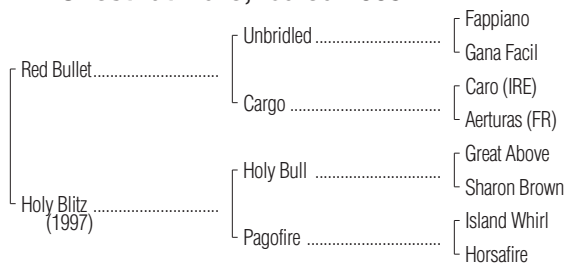 Fappiano
Unbridled
Gana Facil
Red Bullet
Caro (IRE)
Cargo
Aerturas (FR)
Great Above
Holy Bull
Sharon Brown
Holy Blitz
(1997)
Island Whirl
Pagofire
Horsafire